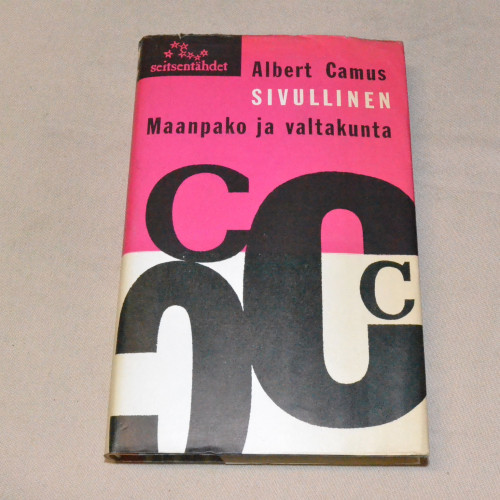 seitsentähdet
Albert Camus
SIVULLINEN
Maanpako ja valtakunta
C
C
C
C